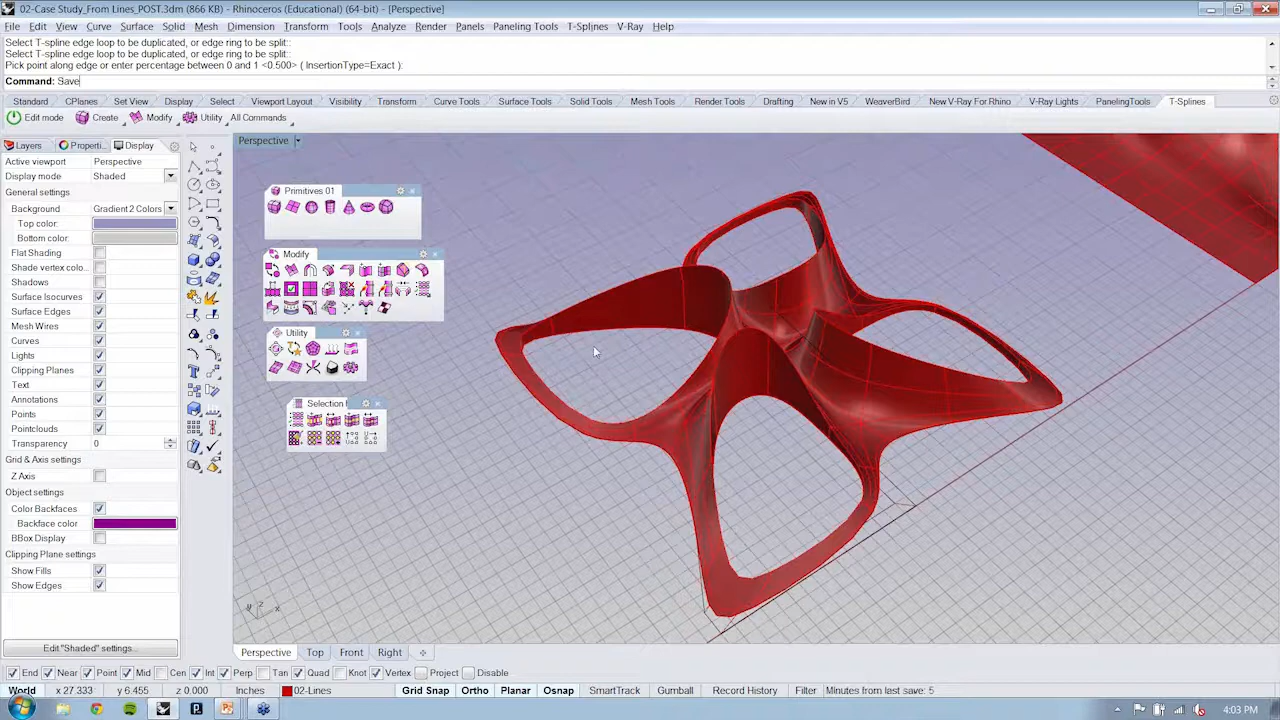 02-Case Study_From Lines_POST.3dm (866 KB) - Rhinoceros (Educational) (64-bit) - [Perspective]
File Edit View Curve Surface Solid Mesh Dimension Transform Tools Analyze Render Panels Paneling Tools T-Splines V-Ray Help
Select T-spline edge loop to be duplicated, or edge ring to be split::
Select T-spline edge loop to be duplicated, or edge ring to be split::
Pick point along edge or enter percentage between 0 and 1 <0.500> ( InsertionType=Exact ):
Command: Save
Standard CPlanes Set View Display Select Viewport Layout Visibility Transform Curve Tools Surface Tools Solid Tools Mesh Tools Render Tools Drafting New in V5 WeaverBird New V-Ray For Rhino V-Ray Lights PanelingTools T-Splines
Edit mode Create Modify Utility All Commands
Layers Properti... Display
Perspective
Active viewport Perspective
Display mode Shaded
General settings
Background Gradient 2 Colors
Top color:
Bottom color:
Flat Shading
Shade vertex colo...
Shadows
Surface Isocurves
Surface Edges
Mesh Wires
Curves
Lights
Clipping Planes
Text
Annotations
Points
Pointclouds
Transparency 0
Grid & Axis settings
Z Axis
Object settings
Color Backfaces
Backface color
BBox Display
Clipping Plane settings
Show Fills
Show Edges
Edit "Shaded" settings...
Primitives 01
Modify
Utility
Selection
y z x
Perspective Top Front Right
End Near Point Mid Cen Int Perp Tan Quad Knot Vertex Project Disable
World x 27.333 y 6.455 z 0.000 Inches 02-Lines Grid Snap Ortho Planar Osnap SmartTrack Gumball Record History Filter Minutes from last save: 5
4:03 PM